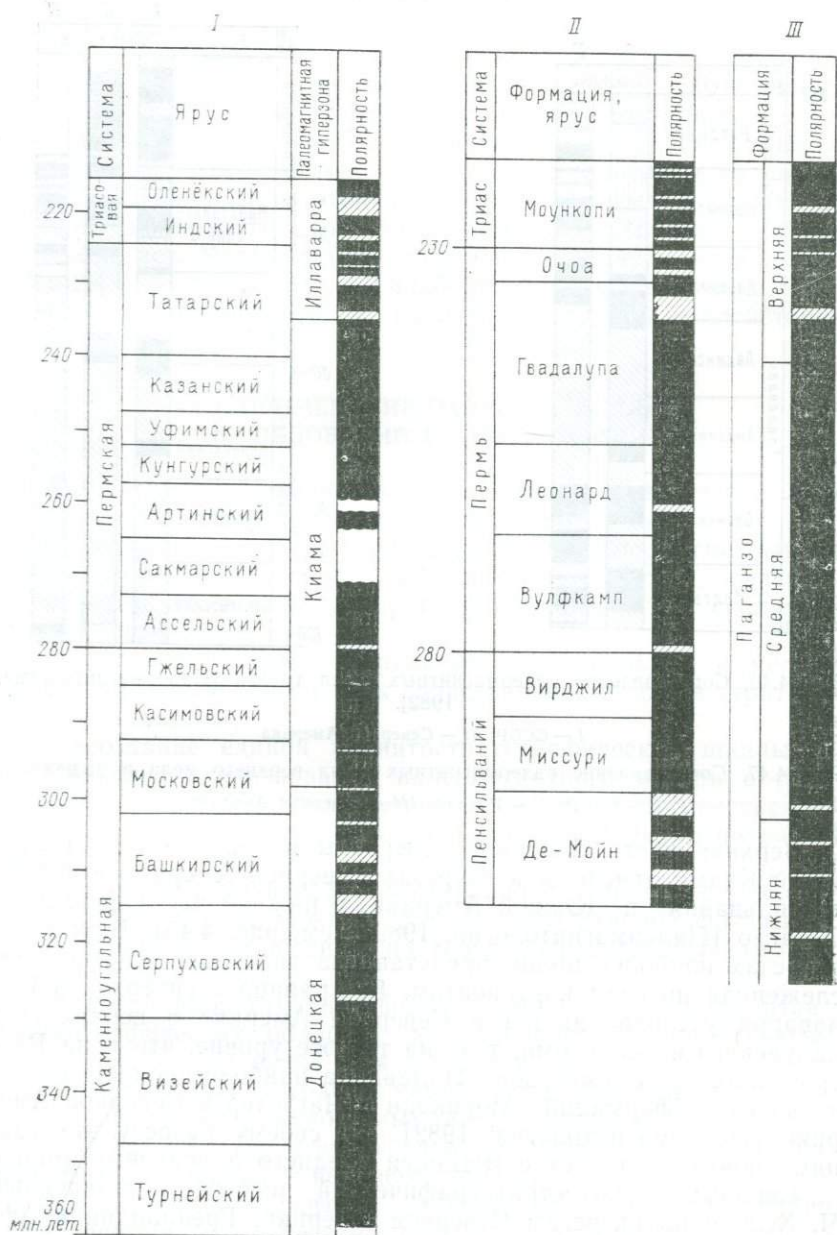 I
Система
Ярус
Палеомагнитная гиперзона
Полярность
Триасовая
Оленёкский
Индский
220
Иллаварра
Татарский
240
Пермская
Казанский
Уфимский
Кунгурский
260
Артинский
Киама
Сакмарский
Ассельский
280
Каменноугольная
Гжельский
Касимовский
Московский
300
Башкирский
320
Серпуховский
Донецкая
Визейский
340
Турнейский
360
млн. лет
II
Система
Формация,
ярус
Полярность
Триас
Моункопи
230
Очоа
Пермь
Гвадалупа
Леонард
Вулфкамп
280
Пенсильваний
Вирджил
Миссури
Де-Мойн
III
Формация
Полярность
Паганзо
Верхняя
Средняя
Нижняя